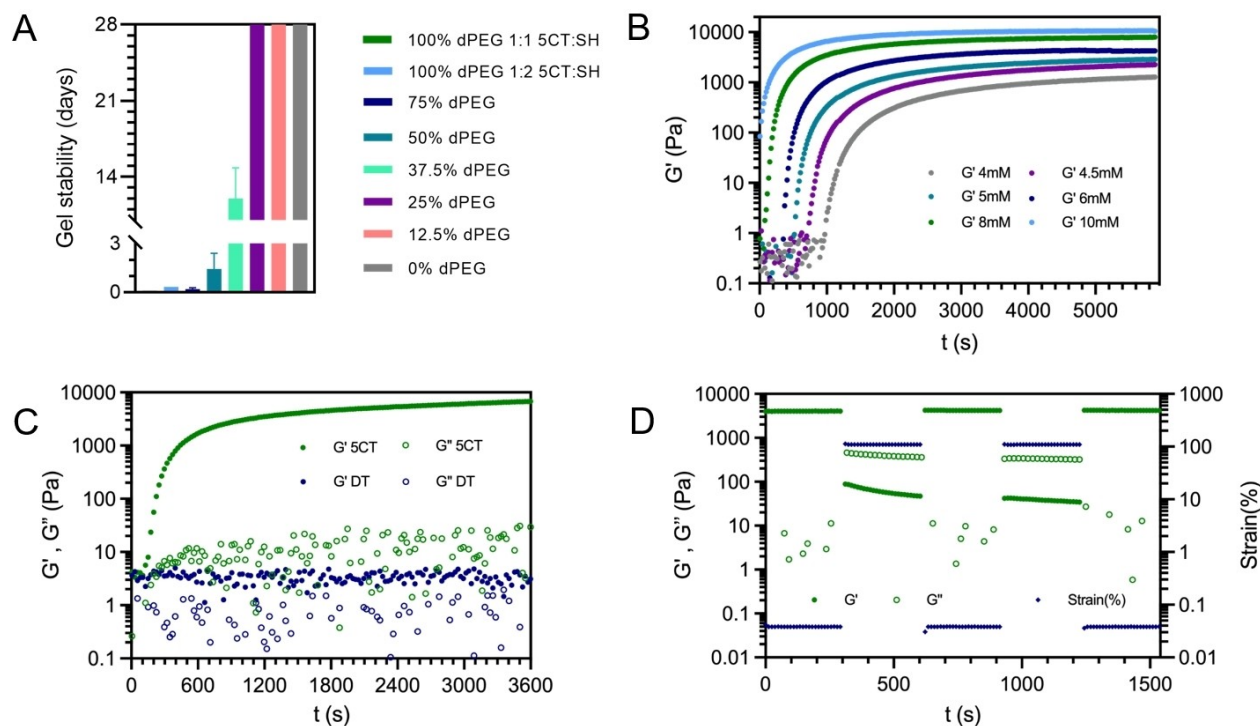 A
Gel stability (days)
28
21
14
3
0
100% dPEG 1:1 5CT:SH
100% dPEG 1:2 5CT:SH
75% dPEG
50% dPEG
37.5% dPEG
25% dPEG
12.5% dPEG
0% dPEG
B
G' (Pa)
10000
1000
100
10
1
0.1
G' 4mM G' 4.5mM
G' 5mM G' 6mM
G' 8mM G' 10mM
0 1000 2000 3000 4000 5000
t (s)
C
G' , G" (Pa)
10000
1000
100
10
1
0.1
G' 5CT G" 5CT
G' DT G" DT
0 600 1200 1800 2400 3000 3600
t (s)
D
G' , G" (Pa)
10000
1000
100
10
1
0.1
0.01
G' G" Strain(%)
1000
100
10
1
0.1
0.01
Strain(%)
0 500 1000 1500
t (s)